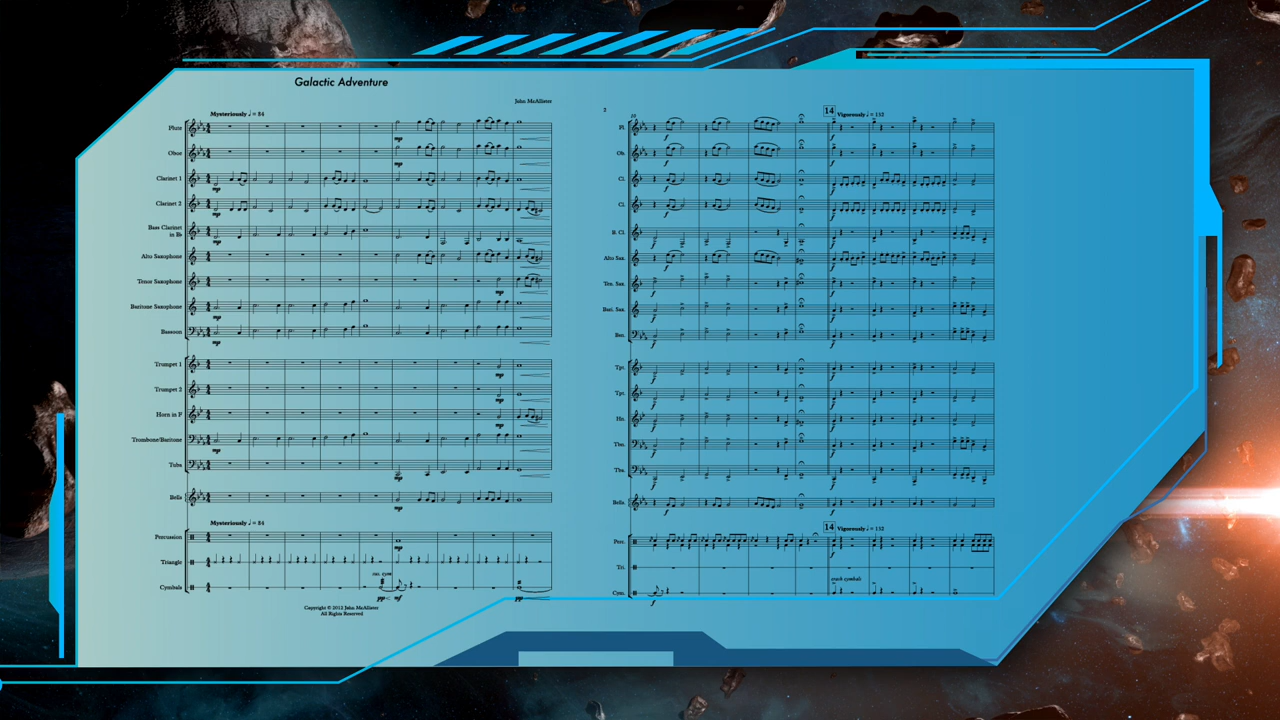 Galactic Adventure
John McAllister
Mysteriously ♩ = 84
Flute
Oboe
Clarinet 1
Clarinet 2
Bass Clarinet
in B♭
Alto Saxophone
Tenor Saxophone
Baritone Saxophone
Bassoon
Trumpet 1
Trumpet 2
Horn in F
Trombone/Baritone
Tuba
Bells
Mysteriously ♩ = 84
Percussion
Triangle
sus. cym
Cymbals
Copyright © 2012 John McAllister
All Rights Reserved
2
14
Vigorously ♩ = 132
Fl.
Ob.
Cl.
Cl.
B. Cl.
Alto Sax.
Ten. Sax.
Bari. Sax.
Bsn.
Tpt.
Tpt.
Hn.
Tbn.
Tba.
Bells
14
Vigorously ♩ = 132
Perc.
Tri.
crash cymbals
Cym.